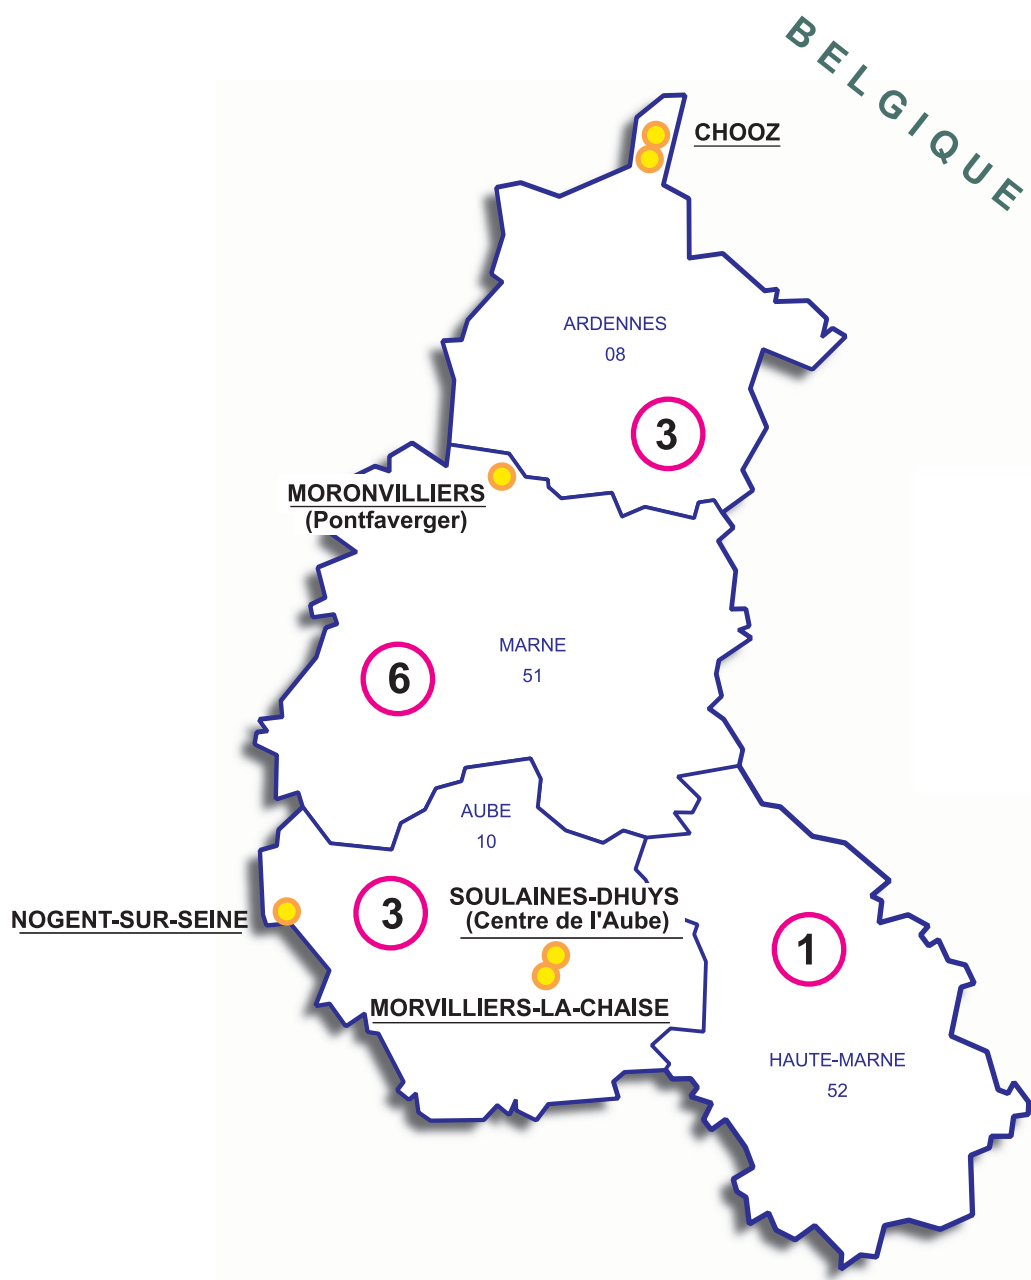 BELGIQUE
CHOOZ
ARDENNES
08
3
MORONVILLIERS
(Pontfaverger)
MARNE
51
6
AUBE
10
SOULAINES-DHUYS
(Centre de l'Aube)
3
NOGENT-SUR-SEINE
1
MORVILLIERS-LA-CHAISE
HAUTE-MARNE
52